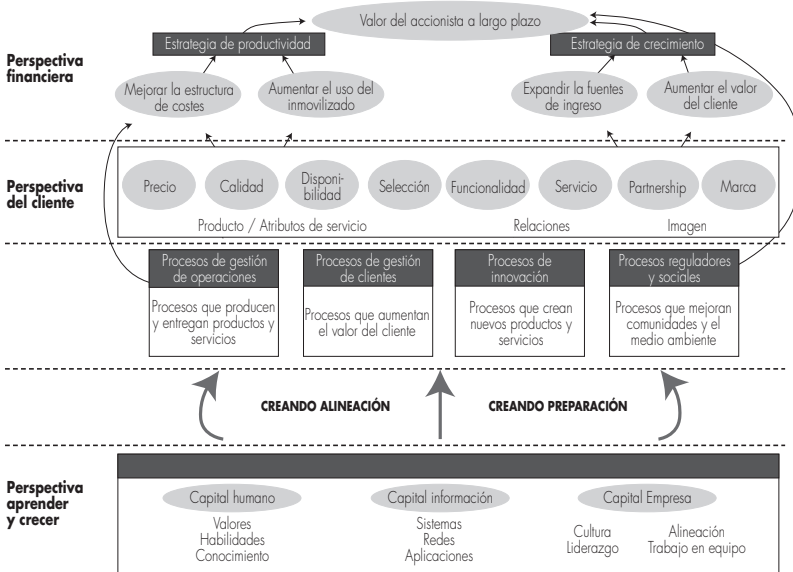 Valor del accionista a largo plazo
Estrategia de productividad
Estrategia de crecimiento
Perspectiva
financiera
Mejorar la estructura
de costes
Aumentar el uso del
inmovilizado
Expandir la fuentes
de ingreso
Aumentar el valor
del cliente
Perspectiva
del cliente
Precio
Calidad
Disponi-
bilidad
Selección
Funcionalidad
Servicio
Partnership
Marca
Producto / Atributos de servicio
Relaciones
Imagen
Procesos de gestión
de operaciones
Procesos que producen
y entregan productos y
servicios
Procesos de gestión
de clientes
Procesos que aumentan
el valor del cliente
Procesos de
innovación
Procesos que crean
nuevos productos y
servicios
Procesos reguladores
y sociales
Procesos que mejoran
comunidades y el
medio ambiente
CREANDO ALINEACIÓN
CREANDO PREPARACIÓN
Perspectiva
aprender
y crecer
Capital humano
Valores
Habilidades
Conocimiento
Capital información
Sistemas
Redes
Aplicaciones
Capital Empresa
Cultura
Liderazgo
Alineación
Trabajo en equipo